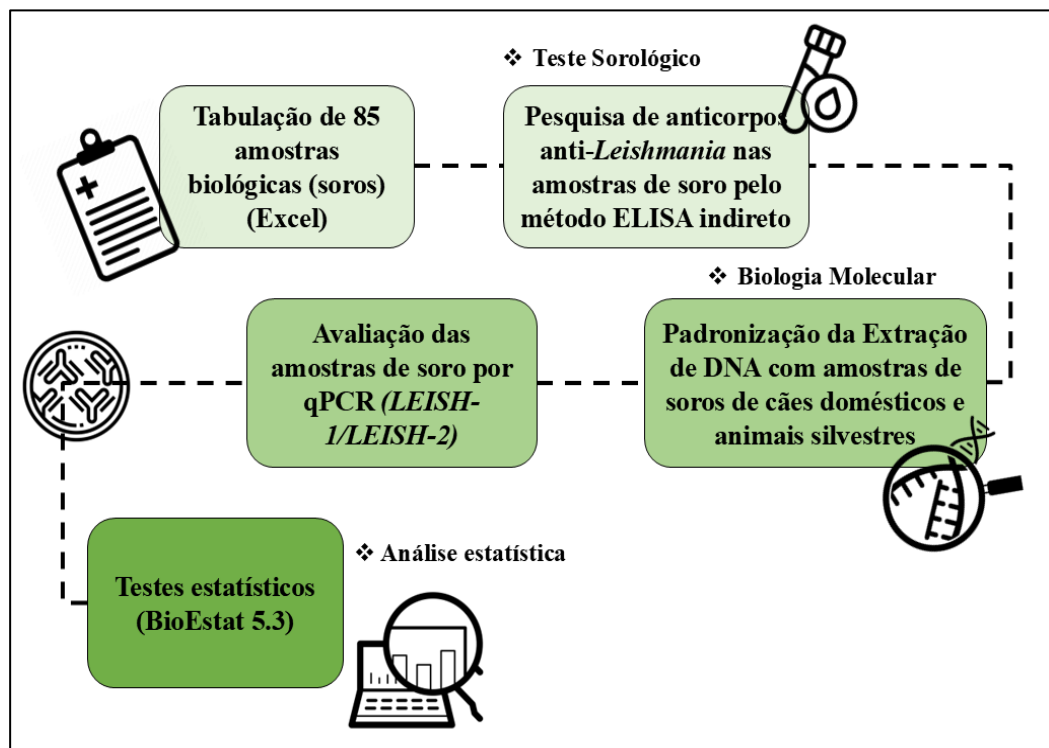 ❖ Teste Sorológico
Tabulação de 85
amostras
biológicas (soros)
(Excel)
Pesquisa de anticorpos
anti-Leishmania nas
amostras de soro pelo
método ELISA indireto
❖ Biologia Molecular
Padronização da Extração
de DNA com amostras de
soros de cães domésticos e
animais silvestres
Avaliação das
amostras de soro por
qPCR (LEISH-
1/LEISH-2)
Testes estatísticos
(BioEstat 5.3)
❖ Análise estatística